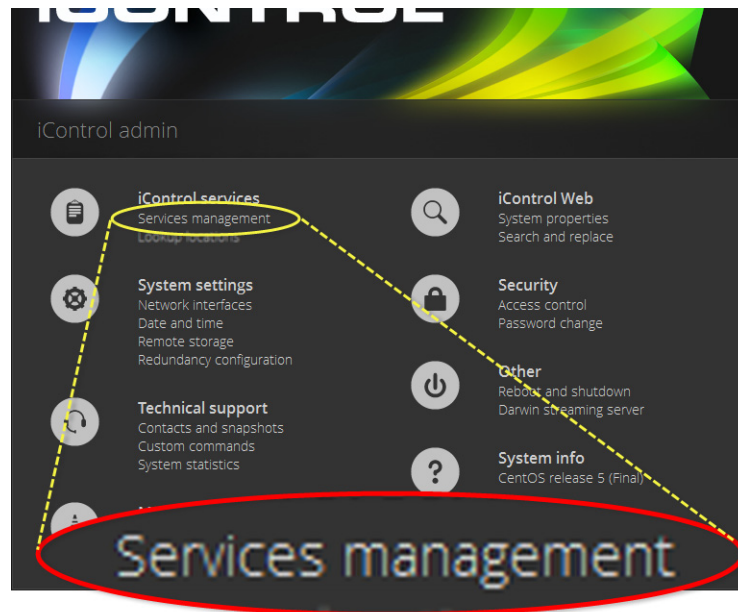 iCONTROL
iControl admin
iControl services
Services management
Lookup locations
System settings
Network interfaces
Date and time
Remote storage
Redundancy configuration
Technical support
Contacts and snapshots
Custom commands
System statistics
iControl Web
System properties
Search and replace
Security
Access control
Password change
Other
Reboot and shutdown
Darwin streaming server
System info
CentOS release 5 (Final)
Services management